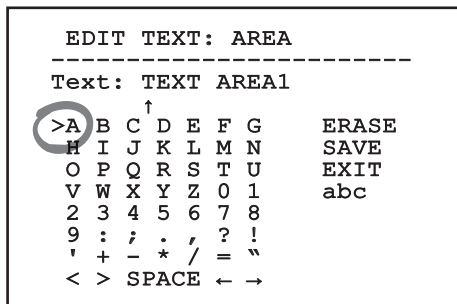 EDIT TEXT: AREA
------------------------
Text: TEXT AREA1
↑
>A B C D E F G ERASE
H I J K L M N SAVE
O P Q R S T U EXIT
V W X Y Z 0 1 abc
2 3 4 5 6 7 8
9 : ; . , ? !
' + - * / = "
< > SPACE ← →